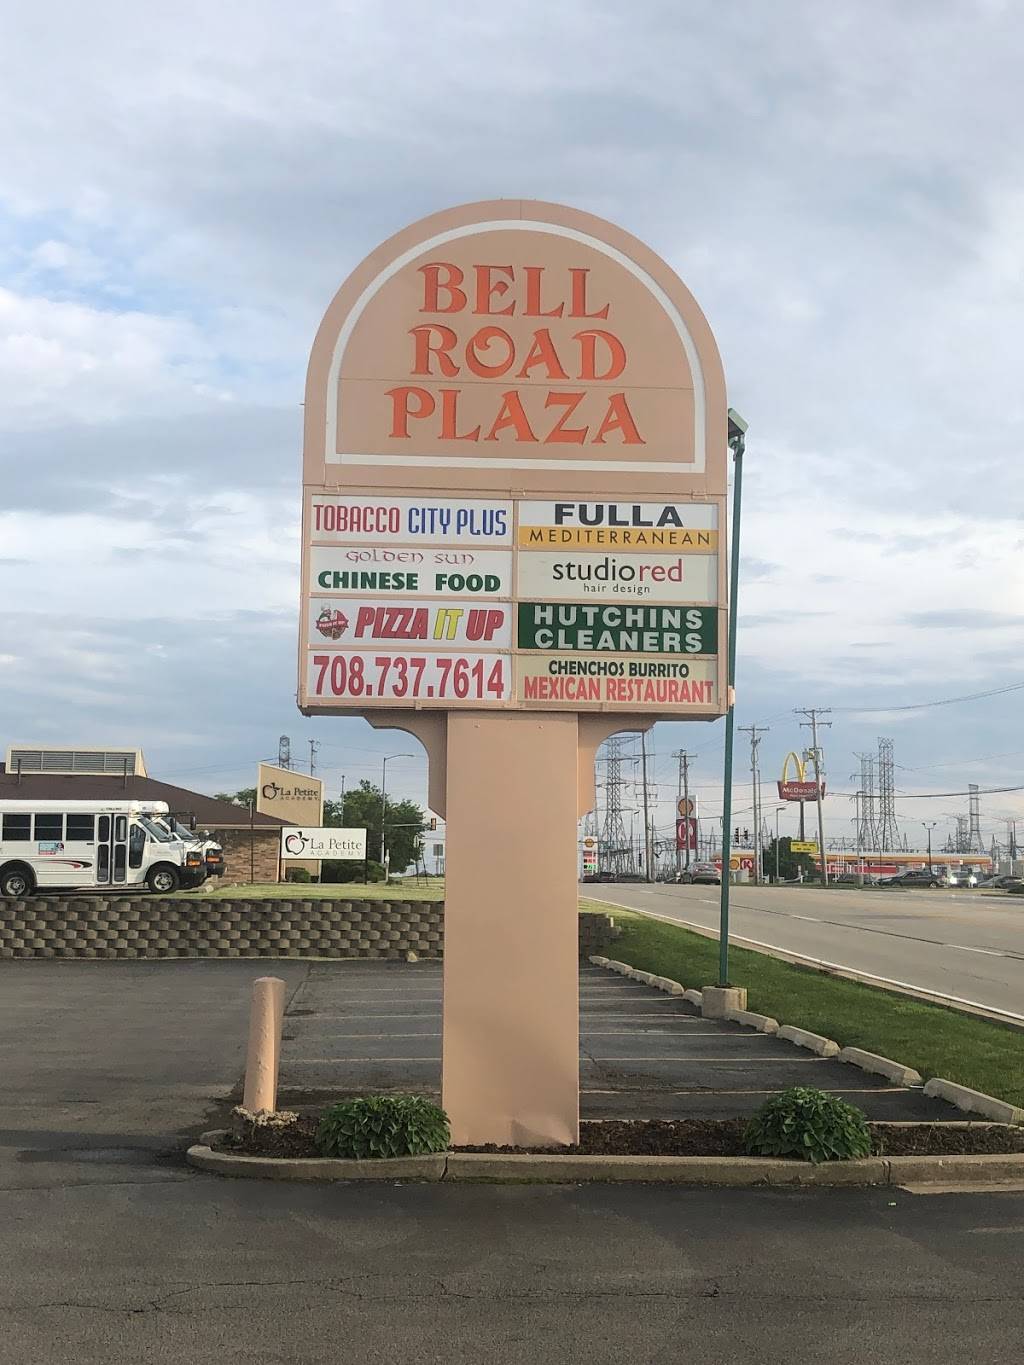 BELL
ROAD
PLAZA
TOBACCO CITY PLUS
FULLA
MEDITERRANEAN
GOLDEN SUN
CHINESE FOOD
studiored
hair design
PIZZA IT UP
HUTCHINS
CLEANERS
708.737.7614
CHENCHOS BURRITO
MEXICAN RESTAURANT
La Petite
ACADEMY
La Petite
ACADEMY
McDonald's
K